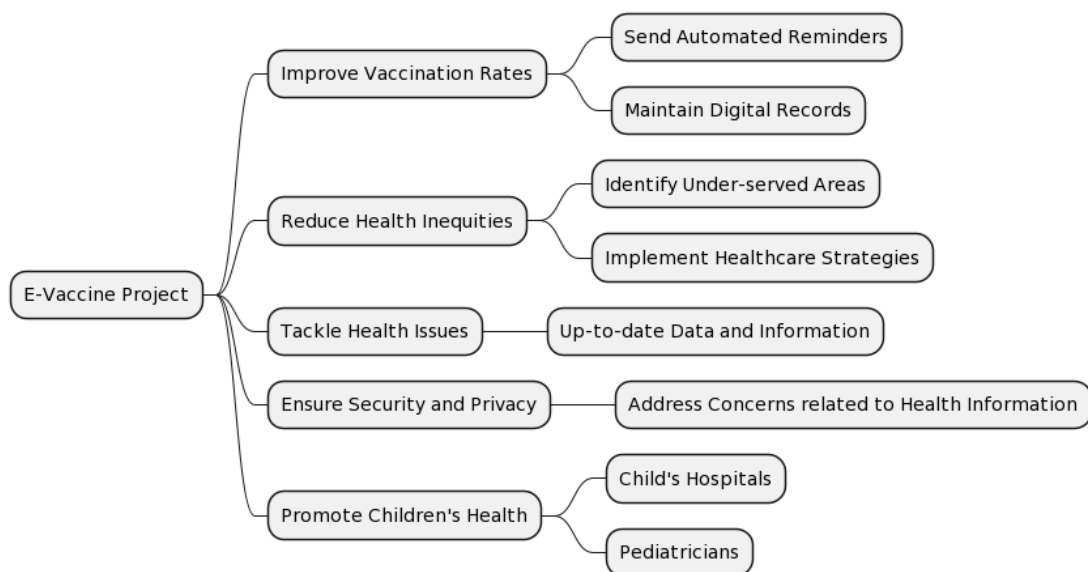 E-Vaccine Project
Improve Vaccination Rates
Send Automated Reminders
Maintain Digital Records
Reduce Health Inequities
Identify Under-served Areas
Implement Healthcare Strategies
Tackle Health Issues
Up-to-date Data and Information
Ensure Security and Privacy
Address Concerns related to Health Information
Promote Children's Health
Child's Hospitals
Pediatricians